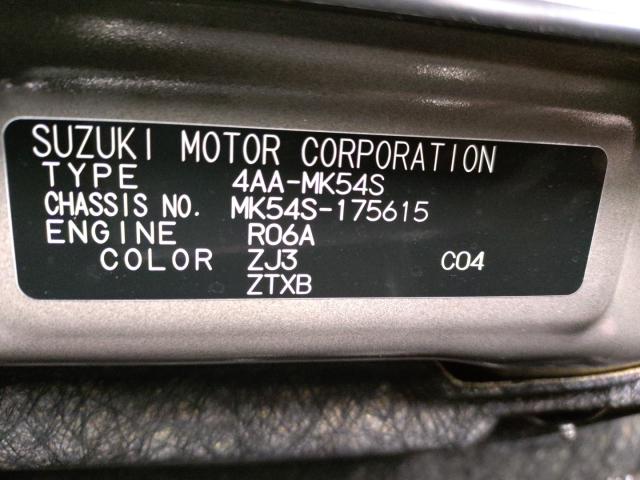 SUZUKI MOTOR CORPORATION
TYPE 4AA-MK54S
CHASSIS NO. MK54S-175615
ENGINE R06A
COLOR ZJ3 C04
ZTXB